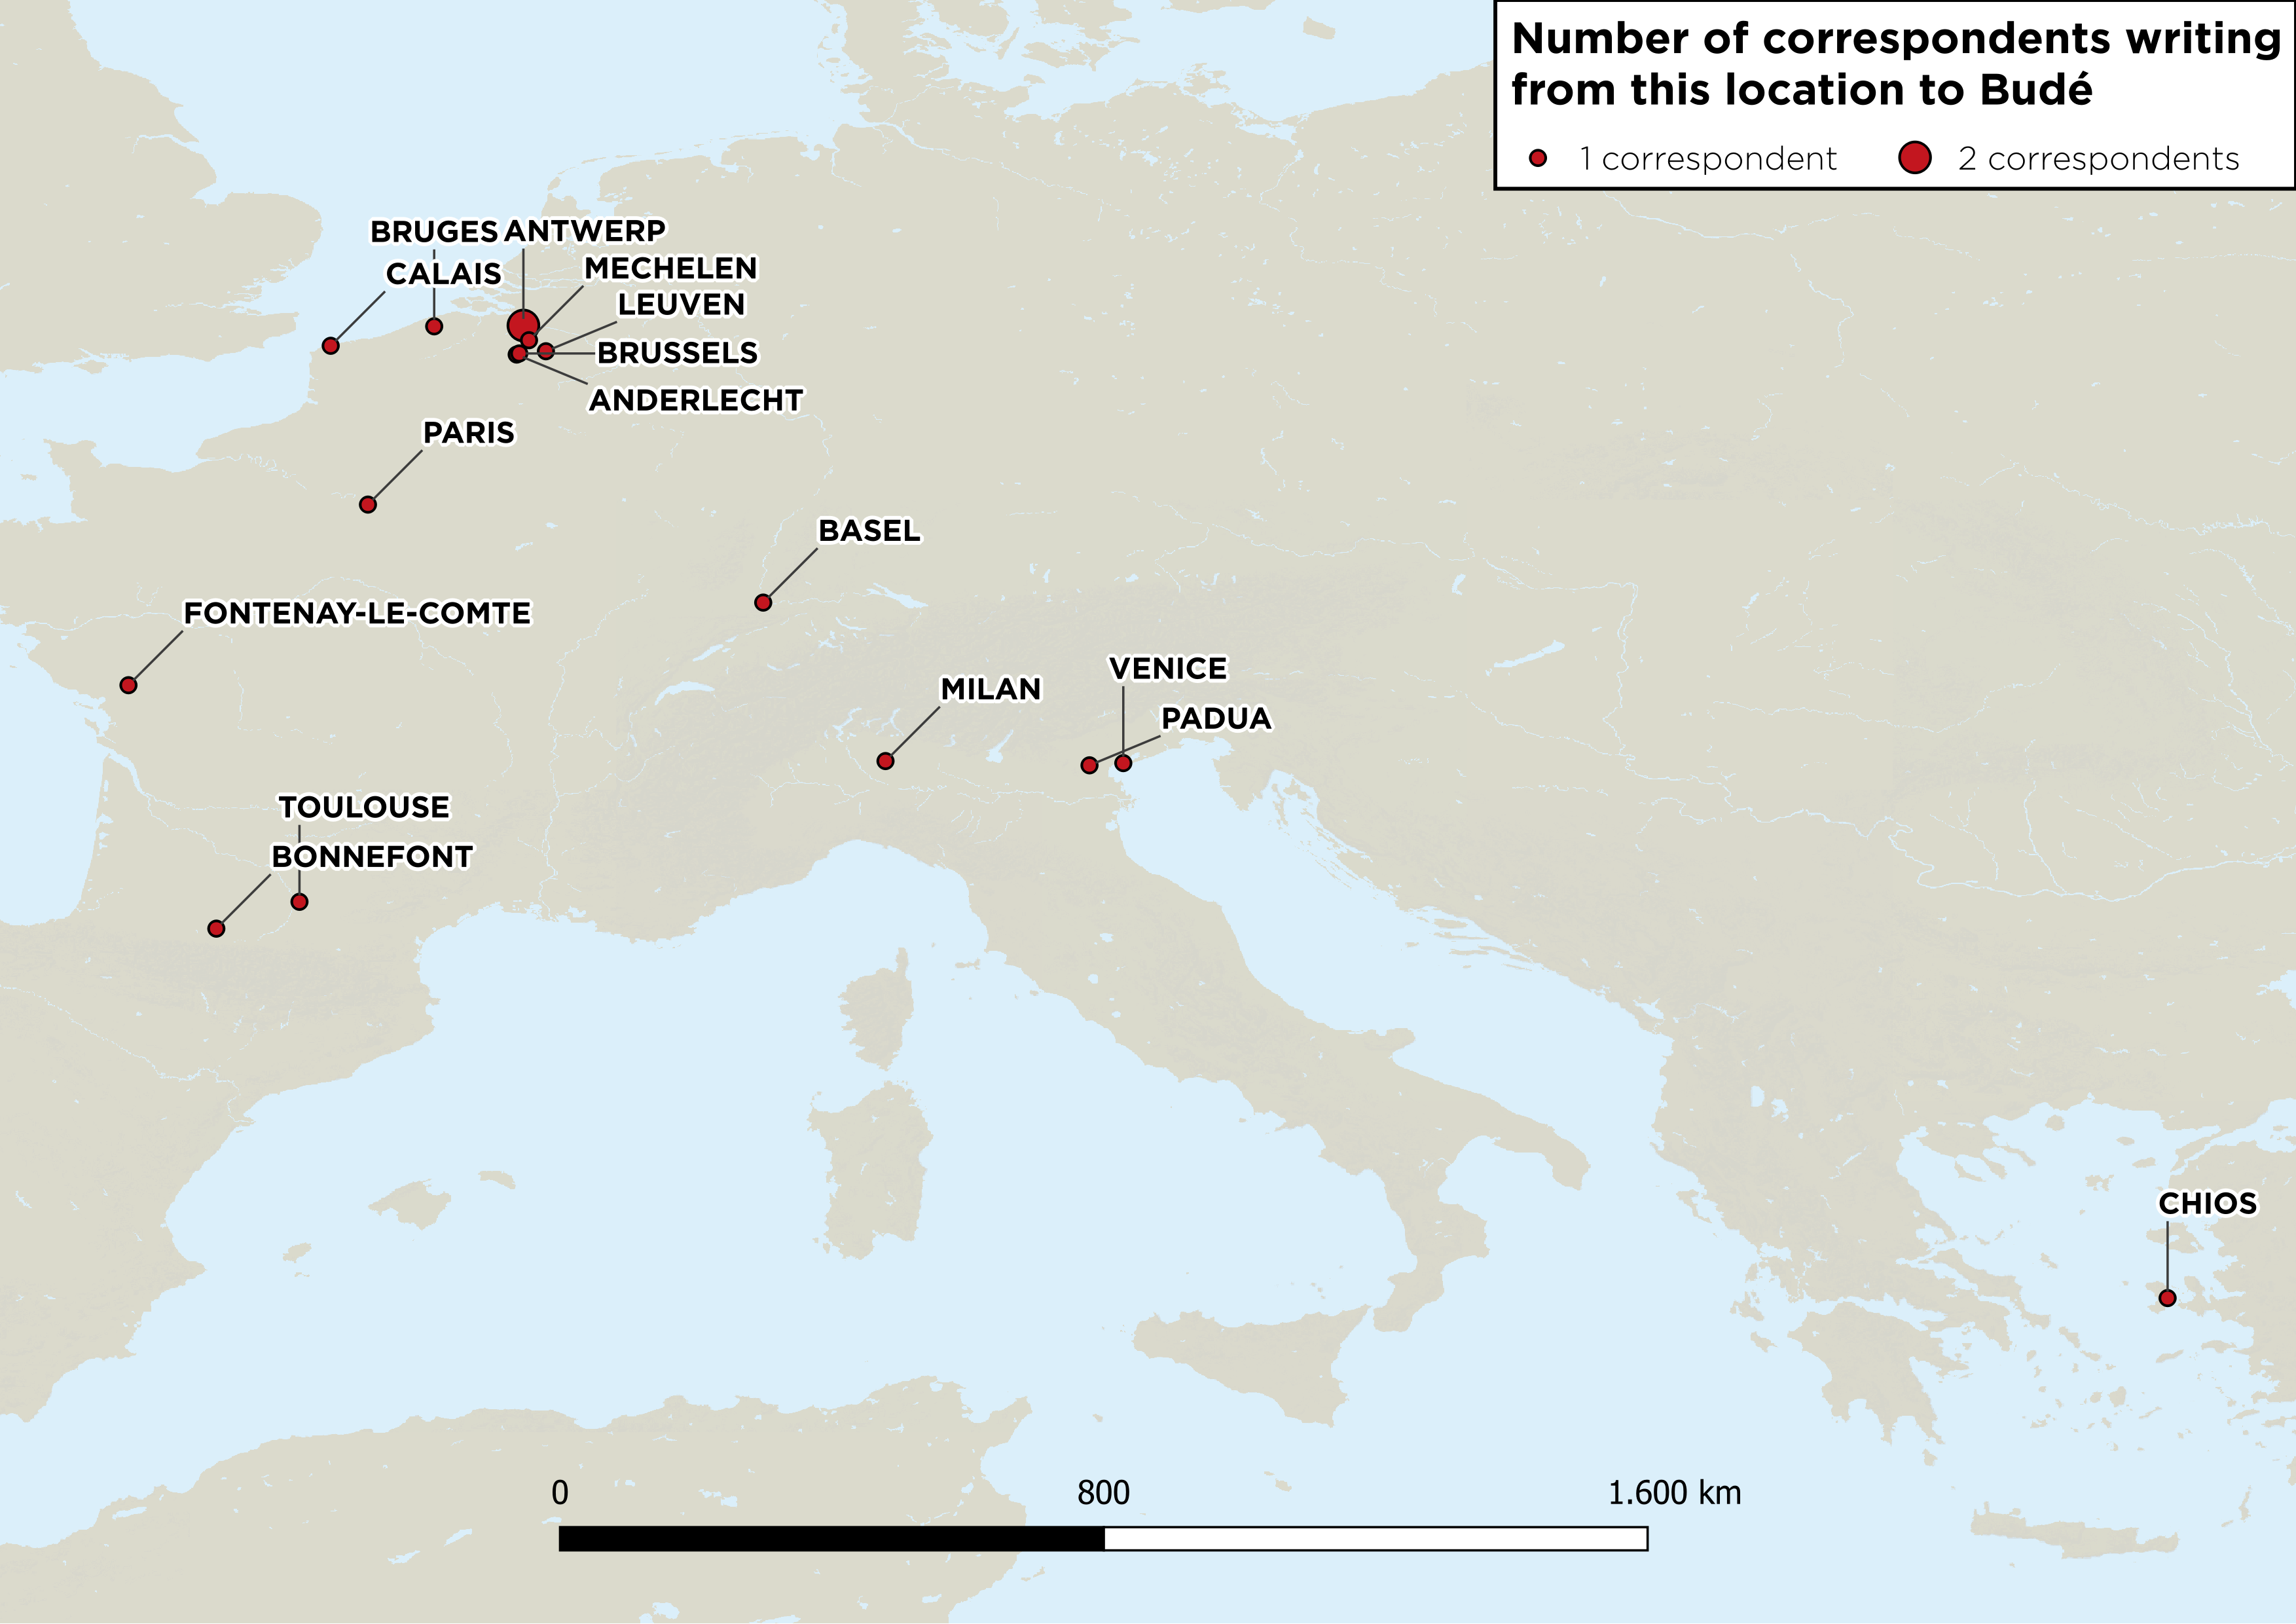 Number of correspondents writing
from this location to Budé
1 correspondent 2 correspondents
BRUGES ANTWERP
CALAIS MECHELEN
LEUVEN
BRUSSELS
ANDERLECHT
PARIS
BASEL
FONTENAY-LE-COMTE
VENICE
MILAN
PADUA
TOULOUSE
BONNEFONT
CHIOS
0 800 1.600 km